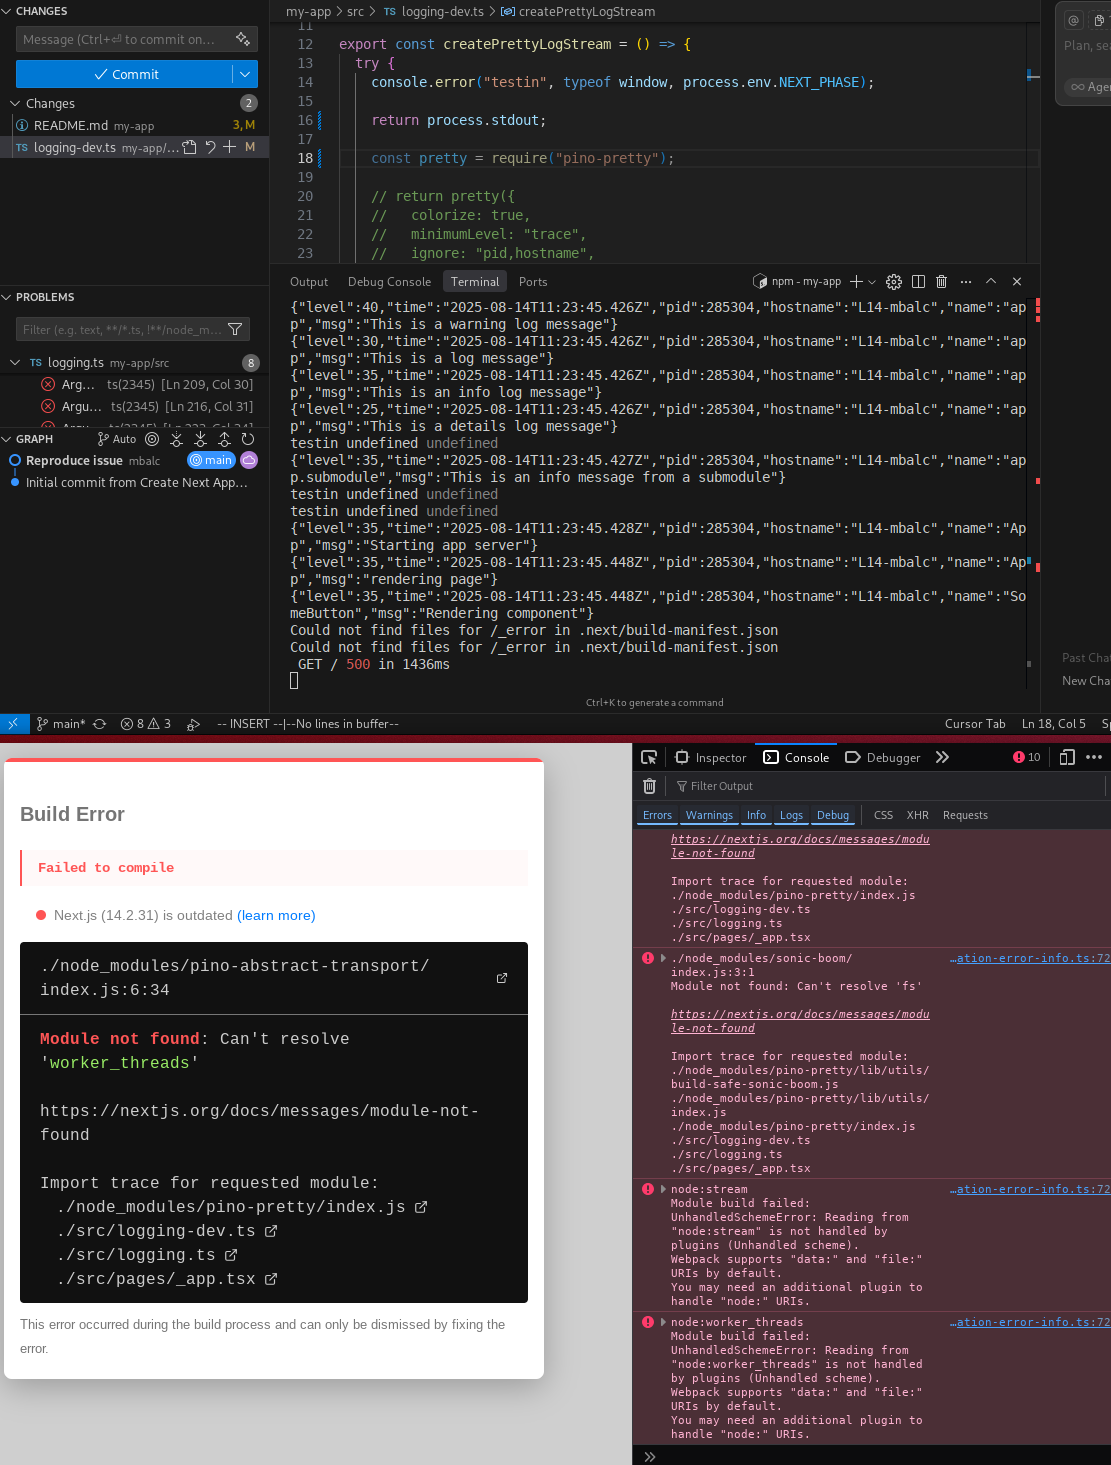 CHANGES
Message (Ctrl+⏎ to commit on...
Commit
Changes 2
README.md my-app 3, M
TS logging-dev.ts my-app/... M
PROBLEMS
Filter (e.g. text, **/*.ts, !**/node_m...
TS logging.ts my-app/src 8
Arg... ts(2345) [Ln 209, Col 30]
Argu... ts(2345) [Ln 216, Col 31]
GRAPH Auto
Reproduce issue mbalc main
Initial commit from Create Next App...
my-app > src > TS logging-dev.ts > createPrettyLogStream
11
12 export const createPrettyLogStream = () => {
13 try {
14 console.error("testin", typeof window, process.env.NEXT_PHASE);
15
16 return process.stdout;
17
18 const pretty = require("pino-pretty");
19
20 // return pretty({
21 //   colorize: true,
22 //   minimumLevel: "trace",
23 //   ignore: "pid,hostname",
Output Debug Console Terminal Ports npm - my-app
{"level":40,"time":"2025-08-14T11:23:45.426Z","pid":285304,"hostname":"L14-mbalc","name":"ap
p","msg":"This is a warning log message"}
{"level":30,"time":"2025-08-14T11:23:45.426Z","pid":285304,"hostname":"L14-mbalc","name":"ap
p","msg":"This is a log message"}
{"level":35,"time":"2025-08-14T11:23:45.426Z","pid":285304,"hostname":"L14-mbalc","name":"ap
p","msg":"This is an info log message"}
{"level":25,"time":"2025-08-14T11:23:45.426Z","pid":285304,"hostname":"L14-mbalc","name":"ap
p","msg":"This is a details log message"}
testin undefined undefined
{"level":35,"time":"2025-08-14T11:23:45.427Z","pid":285304,"hostname":"L14-mbalc","name":"ap
p.submodule","msg":"This is an info message from a submodule"}
testin undefined undefined
testin undefined undefined
{"level":35,"time":"2025-08-14T11:23:45.428Z","pid":285304,"hostname":"L14-mbalc","name":"Ap
p","msg":"Starting app server"}
{"level":35,"time":"2025-08-14T11:23:45.448Z","pid":285304,"hostname":"L14-mbalc","name":"Ap
p","msg":"rendering page"}
{"level":35,"time":"2025-08-14T11:23:45.448Z","pid":285304,"hostname":"L14-mbalc","name":"So
meButton","msg":"Rendering component"}
Could not find files for /_error in .next/build-manifest.json
Could not find files for /_error in .next/build-manifest.json
GET / 500 in 1436ms
Ctrl+K to generate a command
Plan, sea
Agen
Past Cha
New Cha
main* 8 3 -- INSERT --|--No lines in buffer-- Cursor Tab Ln 18, Col 5 Sp
Build Error
Failed to compile
Next.js (14.2.31) is outdated (learn more)
./node_modules/pino-abstract-transport/
index.js:6:34
Module not found: Can't resolve
'worker_threads'
https://nextjs.org/docs/messages/module-not-
found
Import trace for requested module:
./node_modules/pino-pretty/index.js
./src/logging-dev.ts
./src/logging.ts
./src/pages/_app.tsx
This error occurred during the build process and can only be dismissed by fixing the
error.
Inspector Console Debugger 10
Filter Output
Errors Warnings Info Logs Debug CSS XHR Requests
https://nextjs.org/docs/messages/modu
le-not-found
Import trace for requested module:
./node_modules/pino-pretty/index.js
./src/logging-dev.ts
./src/logging.ts
./src/pages/_app.tsx
./node_modules/sonic-boom/ …ation-error-info.ts:72
index.js:3:1
Module not found: Can't resolve 'fs'
https://nextjs.org/docs/messages/modu
le-not-found
Import trace for requested module:
./node_modules/pino-pretty/lib/utils/
build-safe-sonic-boom.js
./node_modules/pino-pretty/lib/utils/
index.js
./node_modules/pino-pretty/index.js
./src/logging-dev.ts
./src/logging.ts
./src/pages/_app.tsx
node:stream …ation-error-info.ts:72
Module build failed:
UnhandledSchemeError: Reading from
"node:stream" is not handled by
plugins (Unhandled scheme).
Webpack supports "data:" and "file:"
URIs by default.
You may need an additional plugin to
handle "node:" URIs.
node:worker_threads …ation-error-info.ts:72
Module build failed:
UnhandledSchemeError: Reading from
"node:worker_threads" is not handled
by plugins (Unhandled scheme).
Webpack supports "data:" and "file:"
URIs by default.
You may need an additional plugin to
handle "node:" URIs.